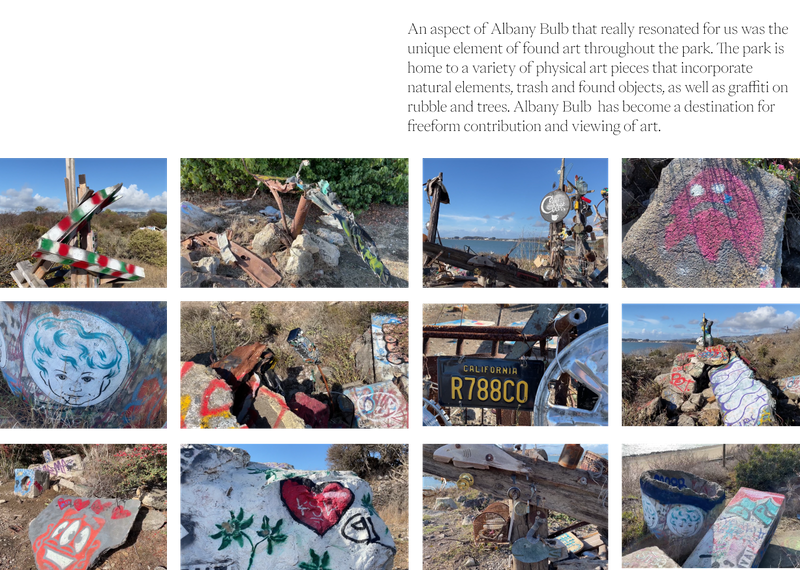 An aspect of Albany Bulb that really resonated for us was the
unique element of found art throughout the park. The park is
home to a variety of physical art pieces that incorporate
natural elements, trash and found objects, as well as graffiti on
rubble and trees. Albany Bulb  has become a destination for
freeform contribution and viewing of art.
CALIFORNIA
R788CO